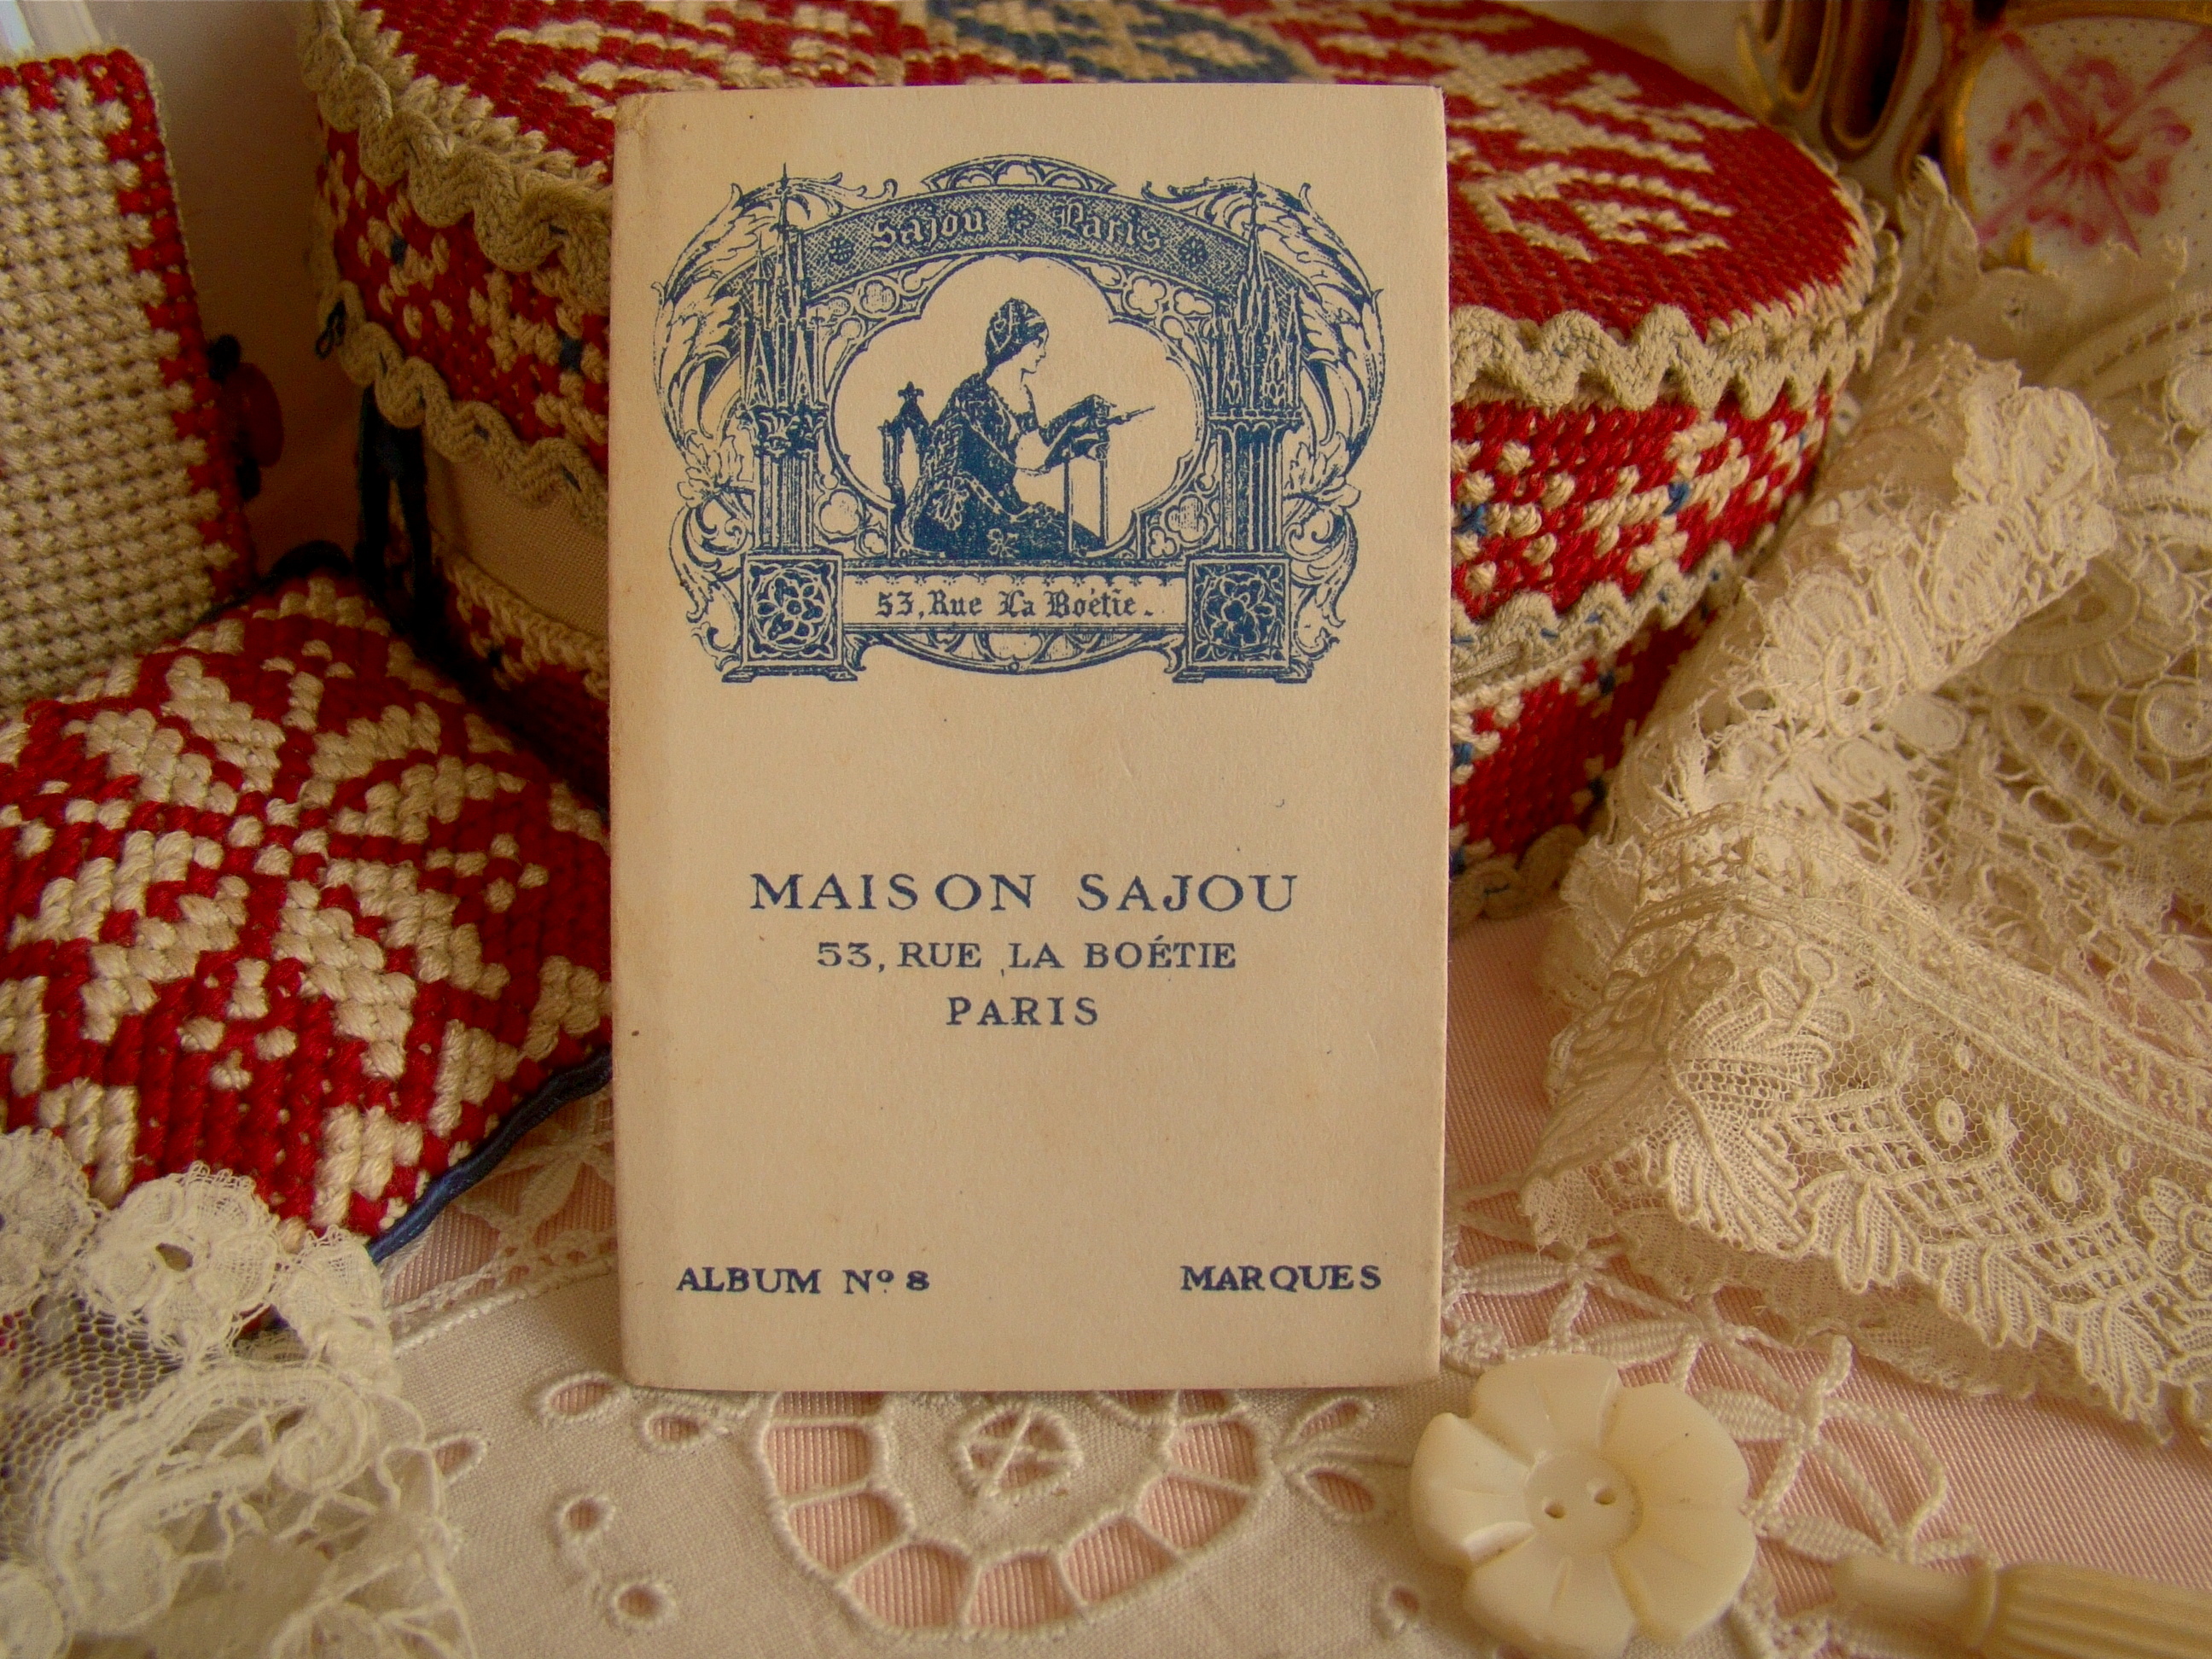 Sajou Paris
53, Rue La Boétie.
MAISON SAJOU
53, RUE LA BOÉTIE
PARIS
ALBUM Nº 8 MARQUES